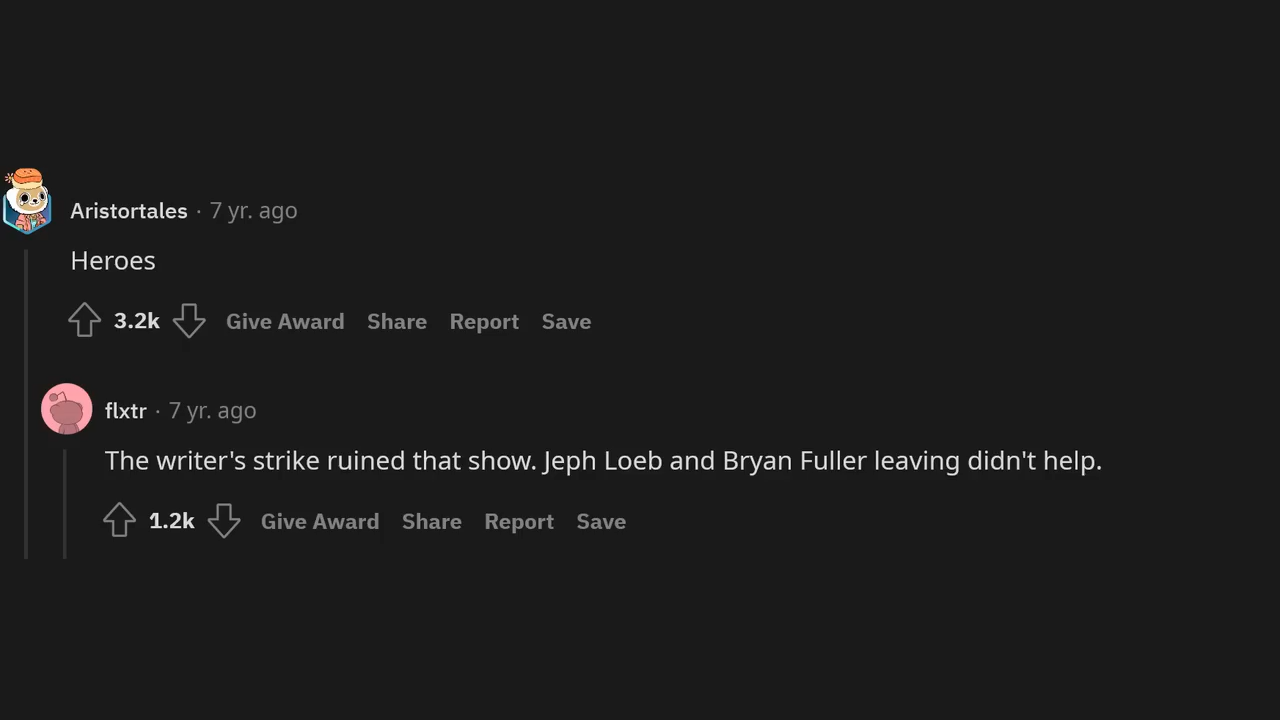 Aristortales · 7 yr. ago
Heroes
3.2k Give Award Share Report Save
flxtr · 7 yr. ago
The writer's strike ruined that show. Jeph Loeb and Bryan Fuller leaving didn't help.
1.2k Give Award Share Report Save